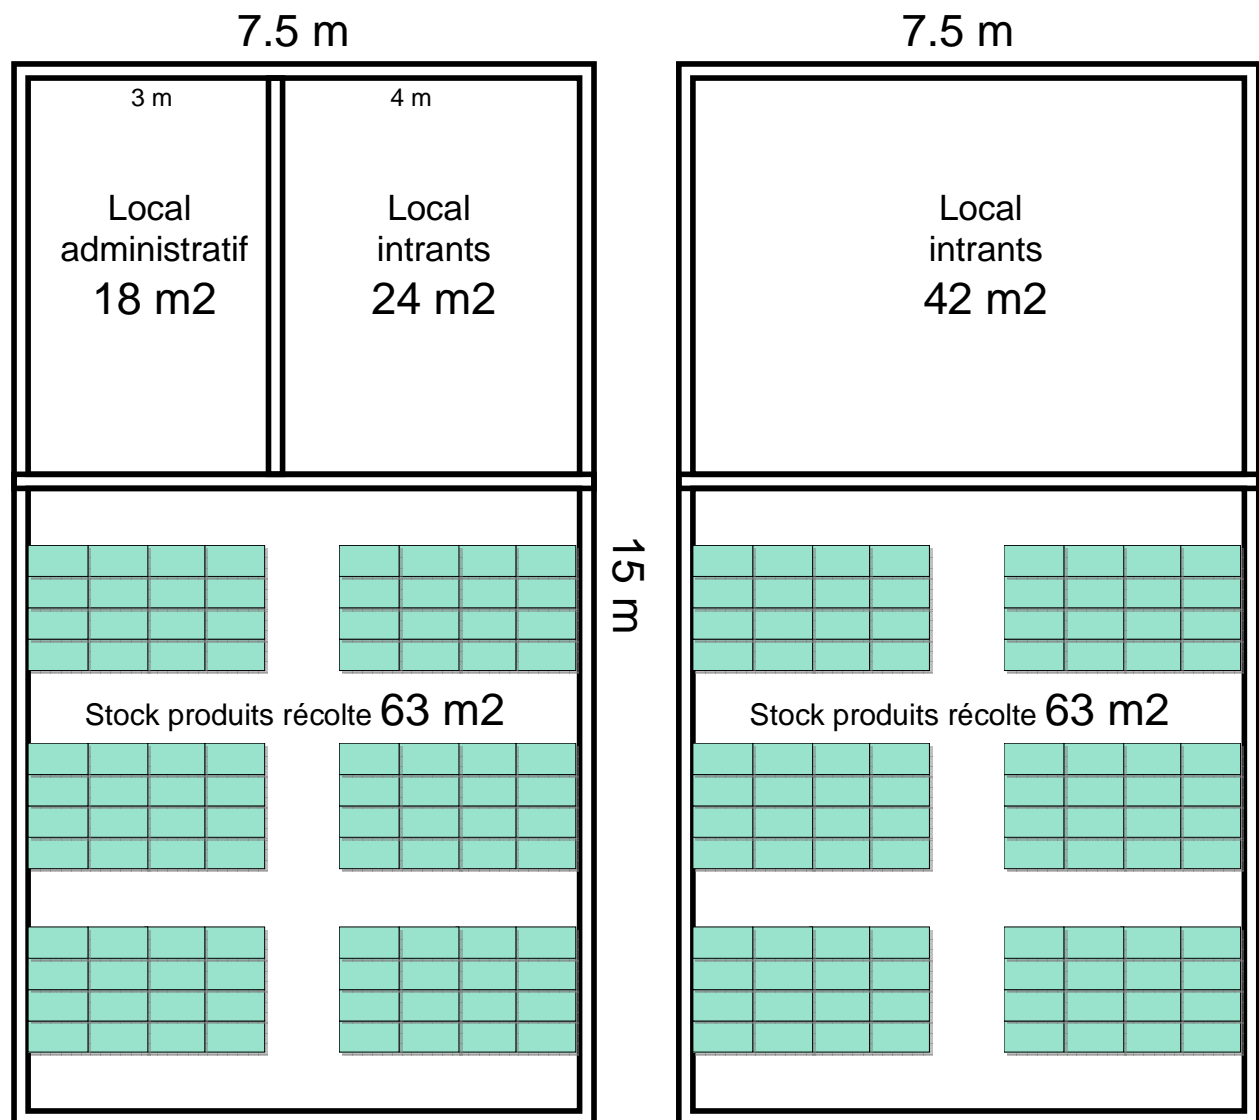 7.5 m
3 m
4 m
Local
administratif
18 m2
Local
intrants
24 m2
Stock produits récolte 63 m2
15 m
7.5 m
Local
intrants
42 m2
Stock produits récolte 63 m2